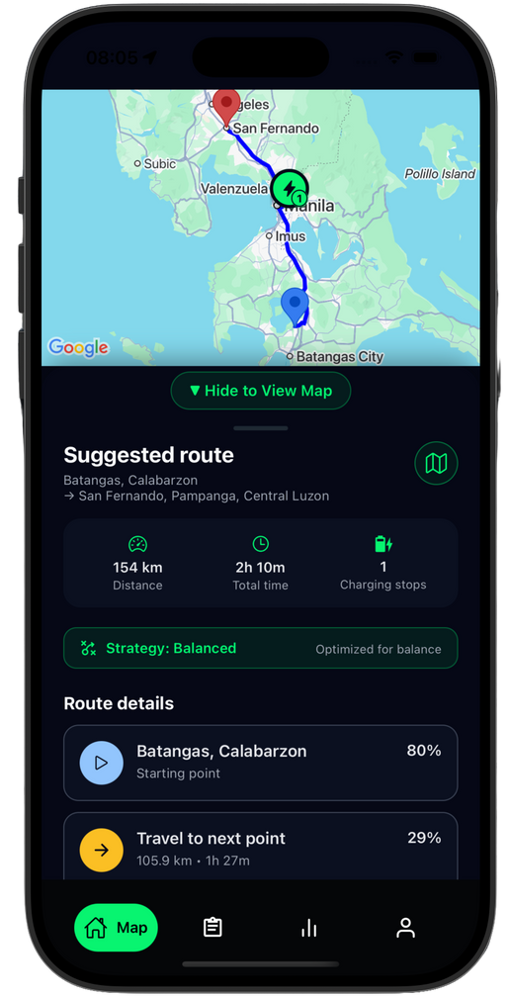 08:05
geles
San Fernando
Subic
Polillo Island
Valenzuela
1
Manila
Imus
Google
Batangas City
▼ Hide to View Map
Suggested route
Batangas, Calabarzon
→ San Fernando, Pampanga, Central Luzon
154 km
Distance
2h 10m
Total time
1
Charging stops
Strategy: Balanced
Optimized for balance
Route details
Batangas, Calabarzon
80%
Starting point
Travel to next point
29%
105.9 km • 1h 27m
Map